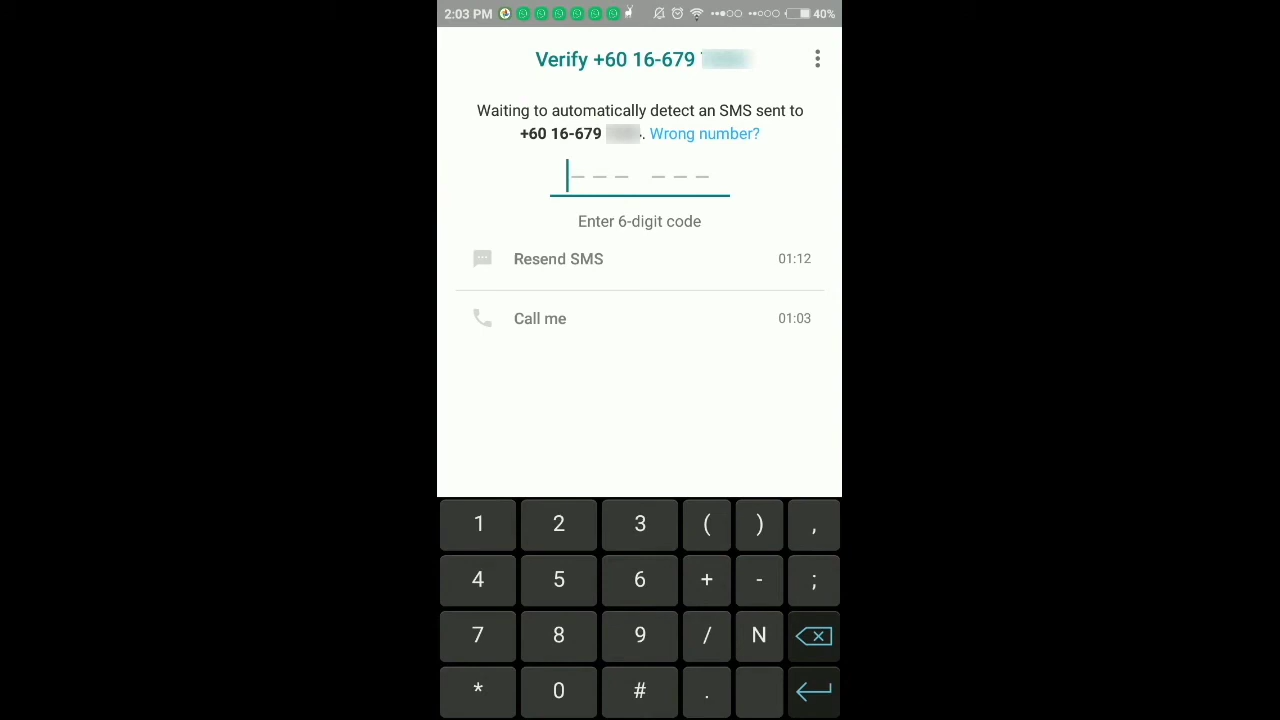 2:03 PM 40%
Verify +60 16-679
Waiting to automatically detect an SMS sent to
+60 16-679 . Wrong number?
Enter 6-digit code
Resend SMS 01:12
Call me 01:03
1 2 3 ( ) ,
4 5 6 + - ;
7 8 9 / N
* 0 # .